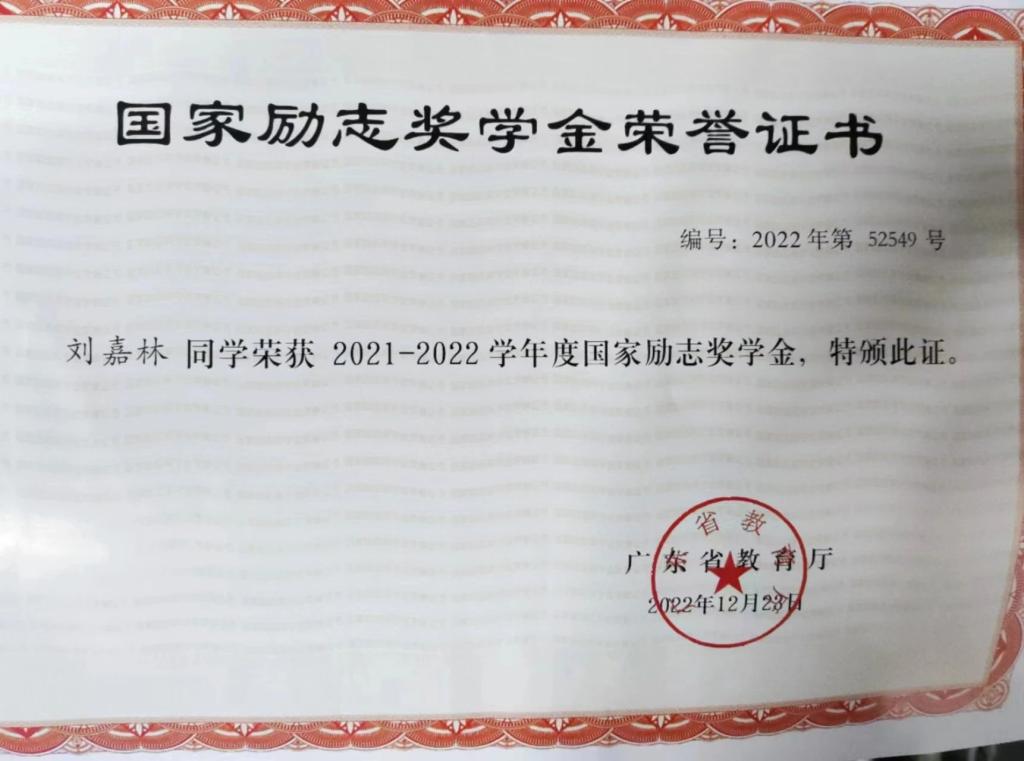 国家励志奖学金荣誉证书
编号：2022年第 52549 号
刘嘉林 同学荣获 2021-2022 学年度国家励志奖学金，特颁此证。
省教
广东省教育厅
2022年12月23日